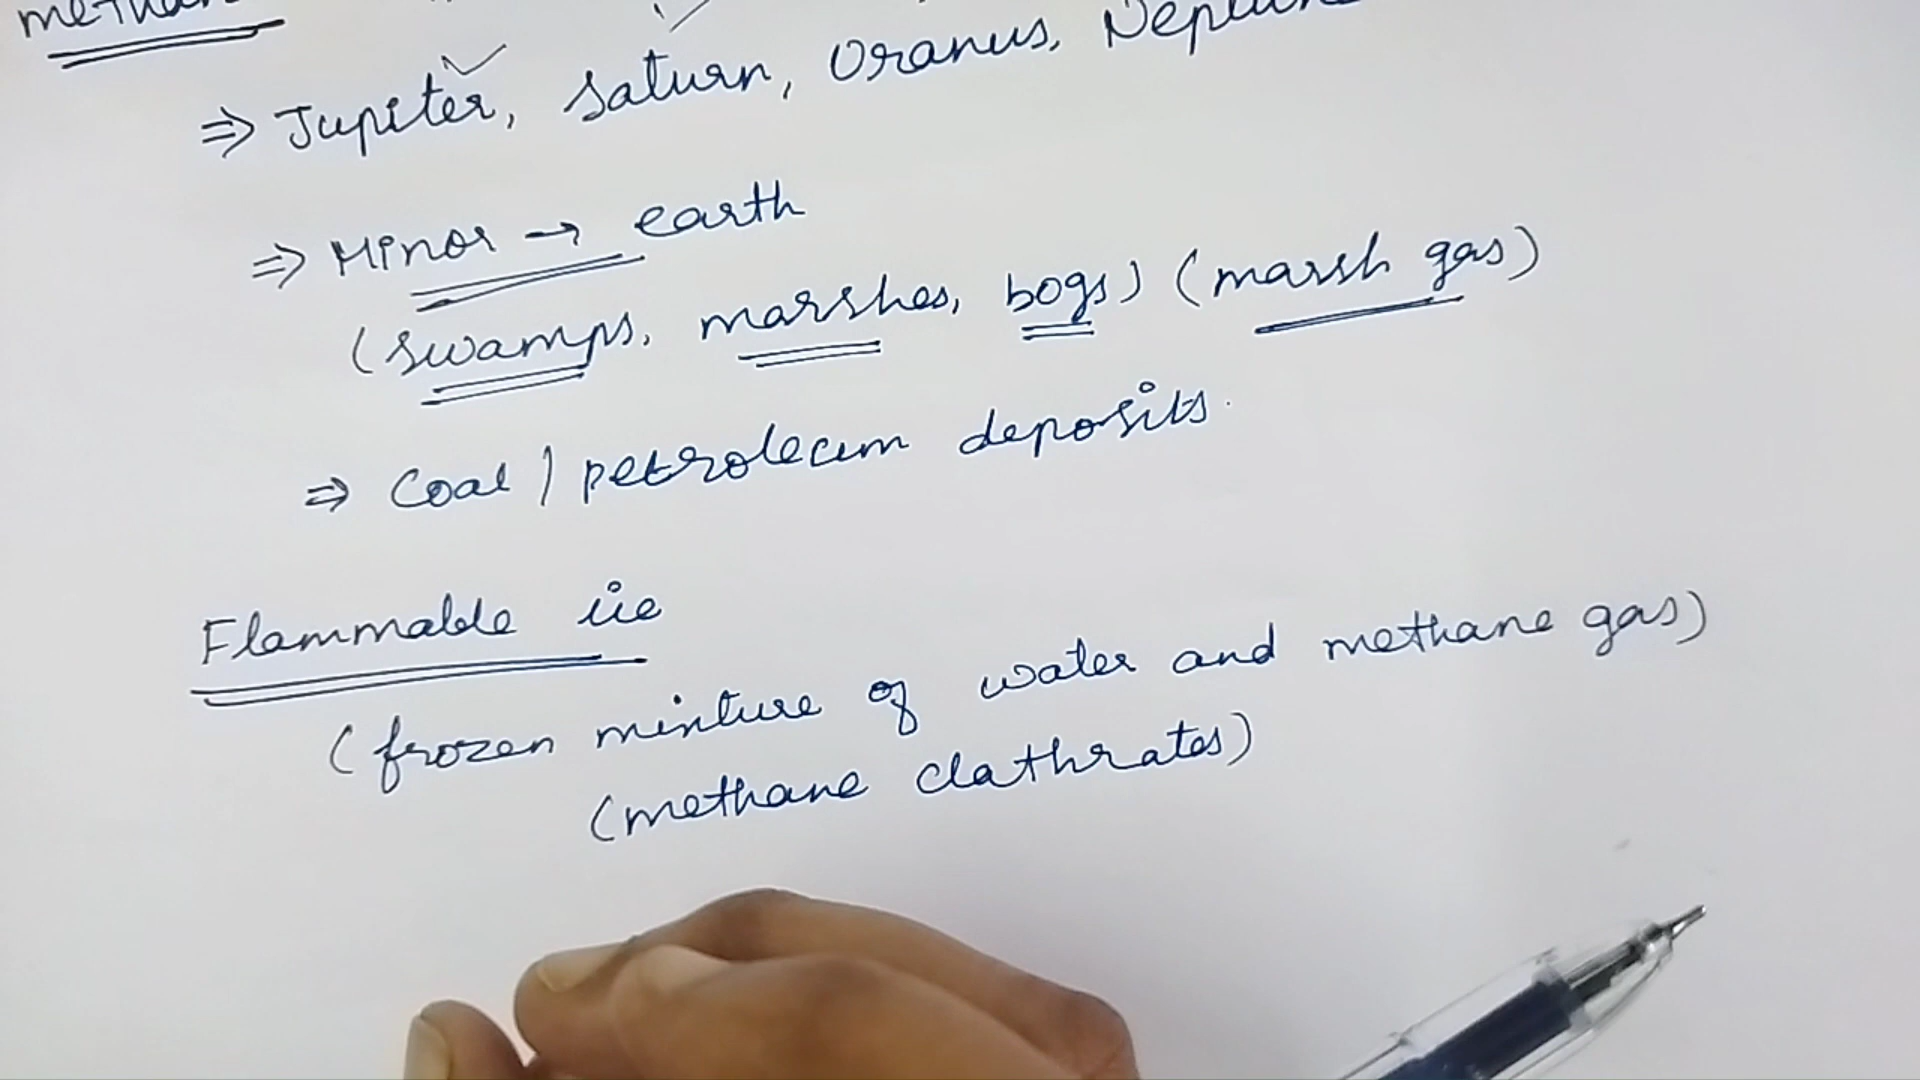 ⇒ Jupiter, Saturn, Uranus,
⇒ Minor → earth
(swamps, marshes, bogs) (marsh gas)
⇒ Coal / petroleum deposits.
Flammable ice
(frozen mixture of water and methane gas)
(methane clathrates)